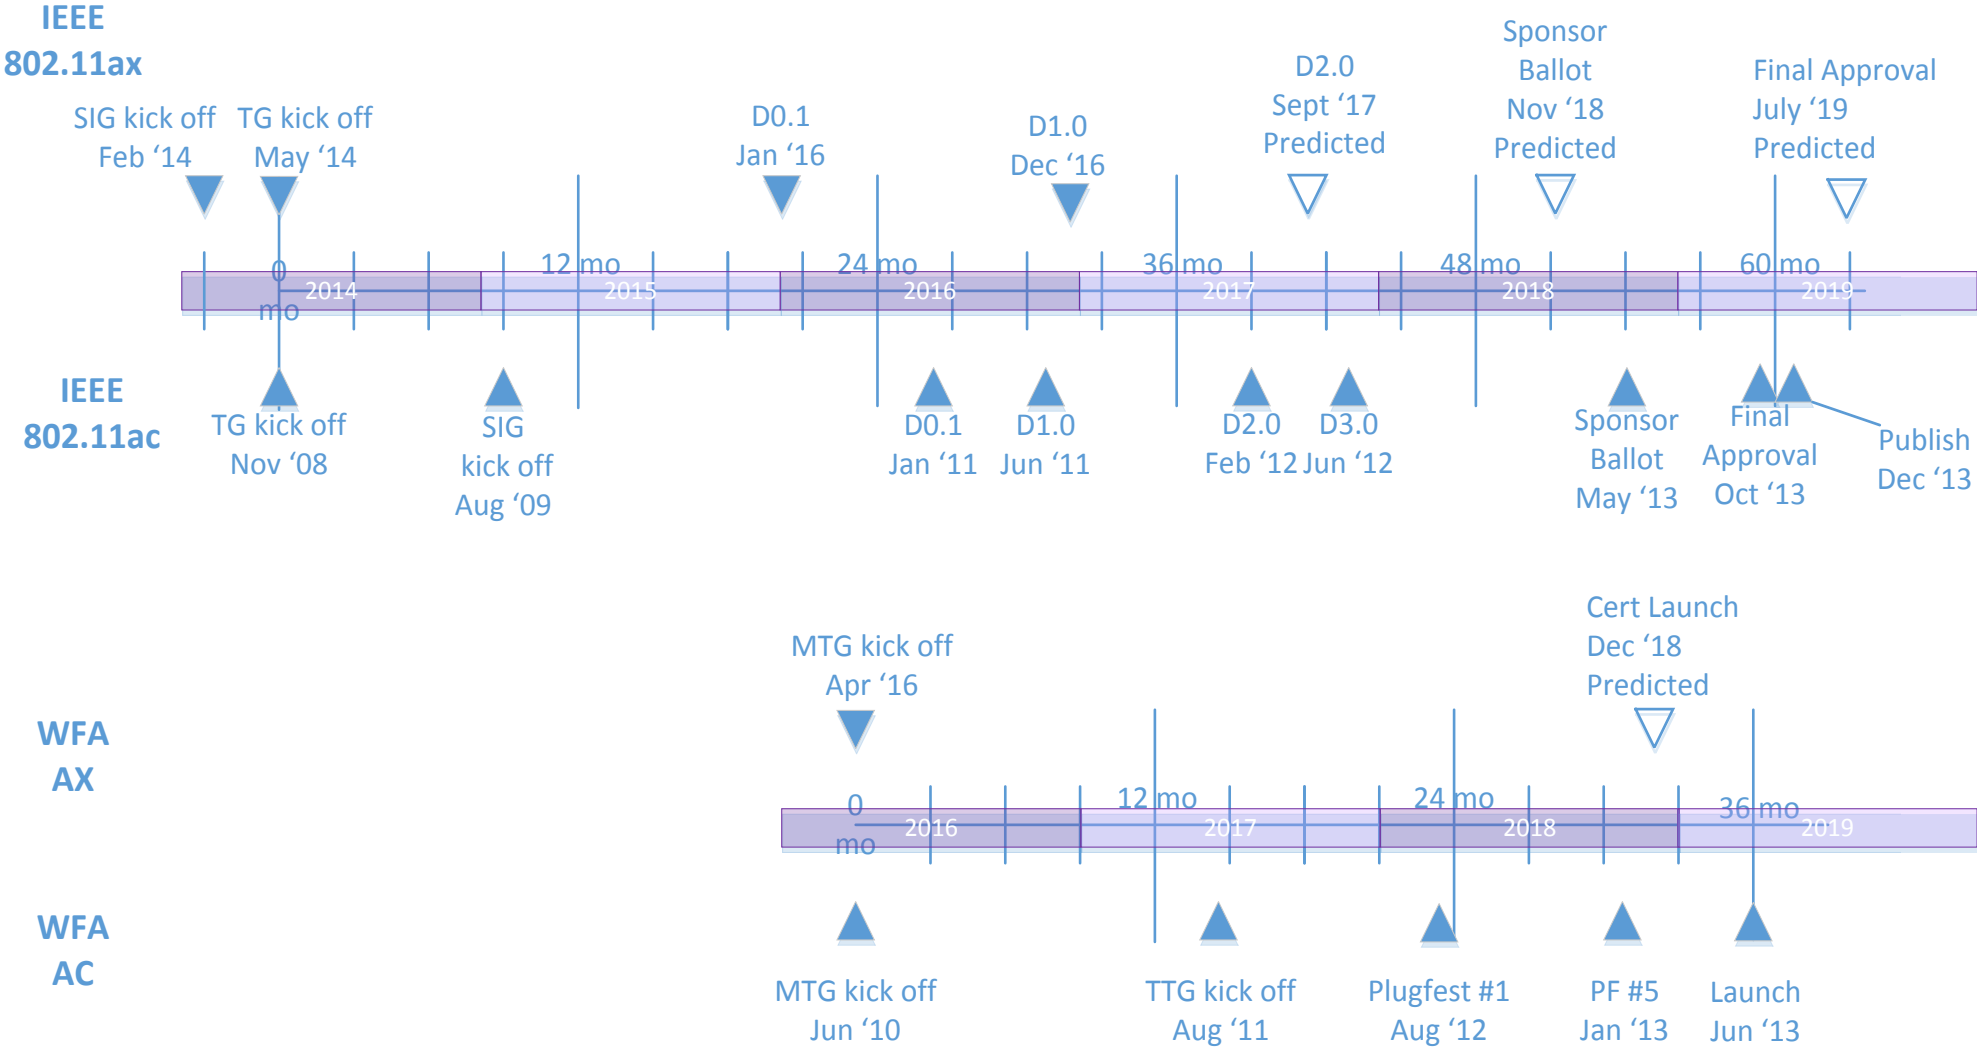 IEEE
802.11ax
SIG kick off
Feb ‘14
TG kick off
May ‘14
D0.1
Jan ‘16
D1.0
Dec ‘16
D2.0
Sept ‘17
Predicted
Sponsor
Ballot
Nov ‘18
Predicted
Final Approval
July ‘19
Predicted
0
mo
12 mo
24 mo
36 mo
48 mo
60 mo
2014
2015
2016
2017
2018
2019
IEEE
802.11ac
TG kick off
Nov ‘08
SIG
kick off
Aug ‘09
D0.1
Jan ‘11
D1.0
Jun ‘11
D2.0
Feb ‘12
D3.0
Jun ‘12
Sponsor
Ballot
May ‘13
Final
Approval
Oct ‘13
Publish
Dec ‘13
WFA
AX
MTG kick off
Apr ‘16
Cert Launch
Dec ‘18
Predicted
0
mo
12 mo
24 mo
36 mo
2016
2017
2018
2019
WFA
AC
MTG kick off
Jun ‘10
TTG kick off
Aug ‘11
Plugfest #1
Aug ‘12
PF #5
Jan ‘13
Launch
Jun ‘13